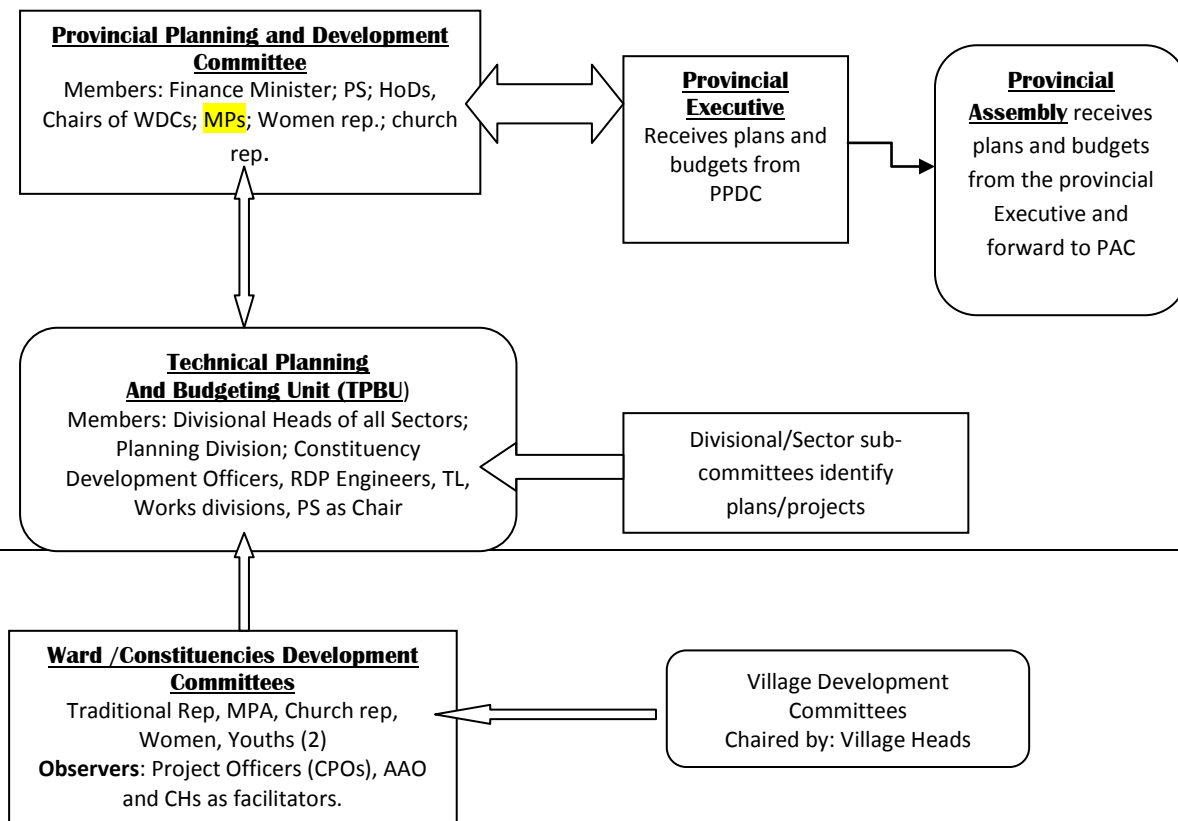 Provincial Planning and Development
Committee
Members: Finance Minister; PS; HoDs,
Chairs of WDCs; MPs; Women rep.; church
rep.
Provincial
Executive
Receives plans and
budgets from
PPDC
Provincial
Assembly receives
plans and budgets
from the provincial
Executive and
forward to PAC
Technical Planning
And Budgeting Unit (TPBU)
Members: Divisional Heads of all Sectors;
Planning Division; Constituency
Development Officers, RDP Engineers, TL,
Works divisions, PS as Chair
Divisional/Sector sub-
committees identify
plans/projects
Ward /Constituencies Development
Committees
Traditional Rep, MPA, Church rep,
Women, Youths (2)
Observers: Project Officers (CPOs), AAO
and CHs as facilitators.
Village Development
Committees
Chaired by: Village Heads